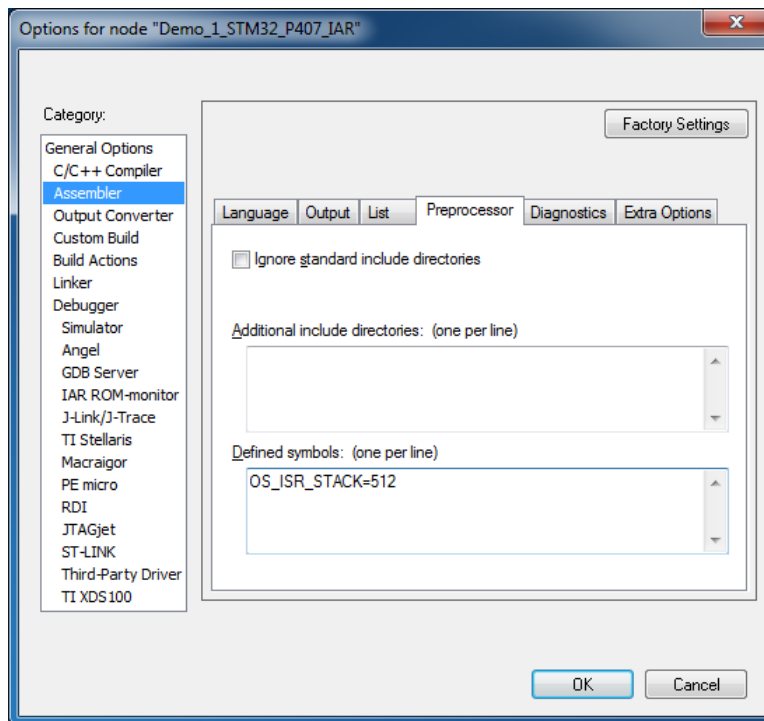 Options for node "Demo_1_STM32_P407_IAR"
Category:
Factory Settings
General Options
C/C++ Compiler
Assembler
Output Converter
Custom Build
Build Actions
Linker
Debugger
Simulator
Angel
GDB Server
IAR ROM-monitor
J-Link/J-Trace
TI Stellaris
Macraigor
PE micro
RDI
JTAGjet
ST-LINK
Third-Party Driver
TI XDS100
Language Output List Preprocessor Diagnostics Extra Options
Ignore standard include directories
Additional include directories: (one per line)
Defined symbols: (one per line)
OS_ISR_STACK=512
OK Cancel